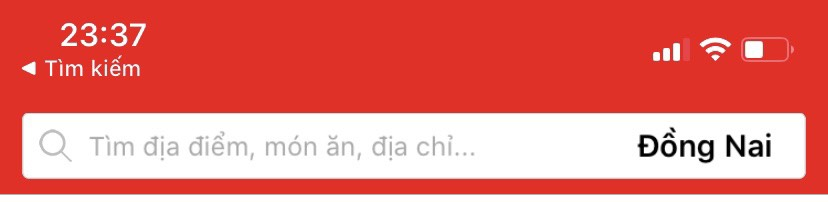 23:37
◀ Tìm kiếm
Tìm địa điểm, món ăn, địa chỉ... Đồng Nai